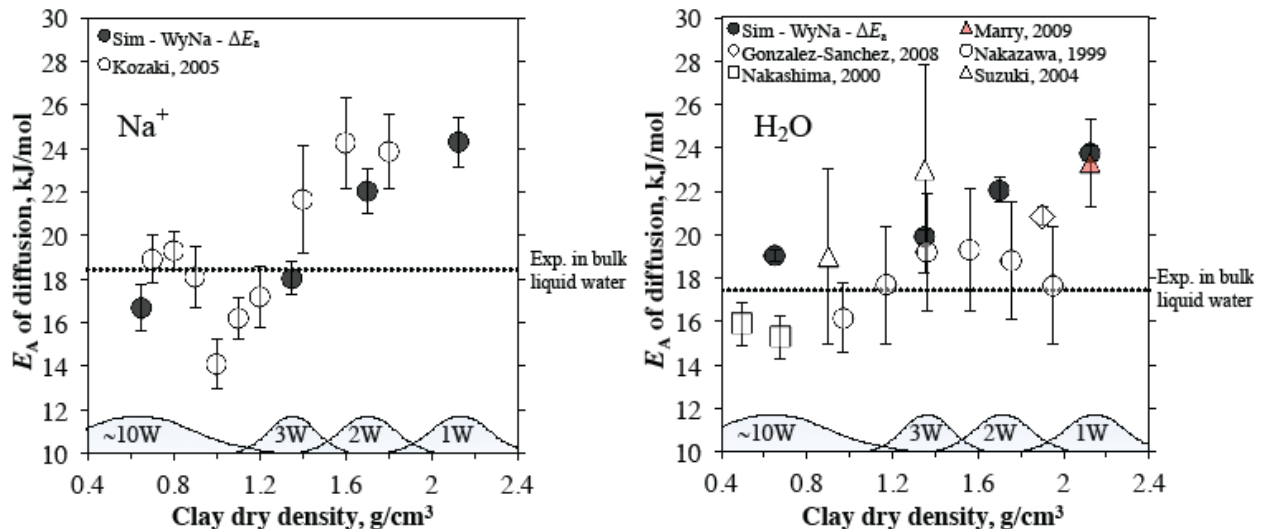 30
28
26
24
22
20
18
16
14
12
10
E_A of diffusion, kJ/mol
Sim - WyNa - ΔE_a
Kozaki, 2005
Na⁺
Exp. in bulk
liquid water
~10W 3W 2W 1W
0.4 0.8 1.2 1.6 2 2.4
Clay dry density, g/cm³
30
28
26
24
22
20
18
16
14
12
10
E_A of diffusion, kJ/mol
Sim - WyNa - ΔE_a Marry, 2009
Gonzalez-Sanchez, 2008 Nakazawa, 1999
Nakashima, 2000 Suzuki, 2004
H₂O
Exp. in bulk
liquid water
~10W 3W 2W 1W
0.4 0.8 1.2 1.6 2 2.4
Clay dry density, g/cm³